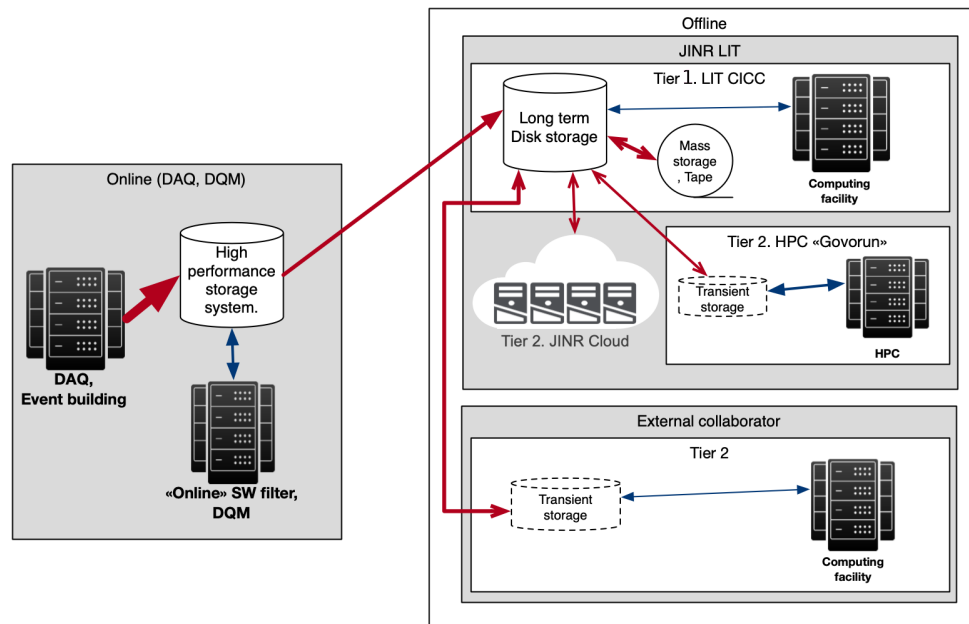 Offline
JINR LIT
Tier 1. LIT CICC
Long term
Disk storage
Mass
storage
, Tape
Computing
facility
Online (DAQ, DQM)
High
performance
storage
system.
DAQ,
Event building
«Online» SW filter,
DQM
Tier 2. JINR Cloud
Tier 2. HPC «Govorun»
Transient
storage
HPC
External collaborator
Tier 2
Transient
storage
Computing
facility